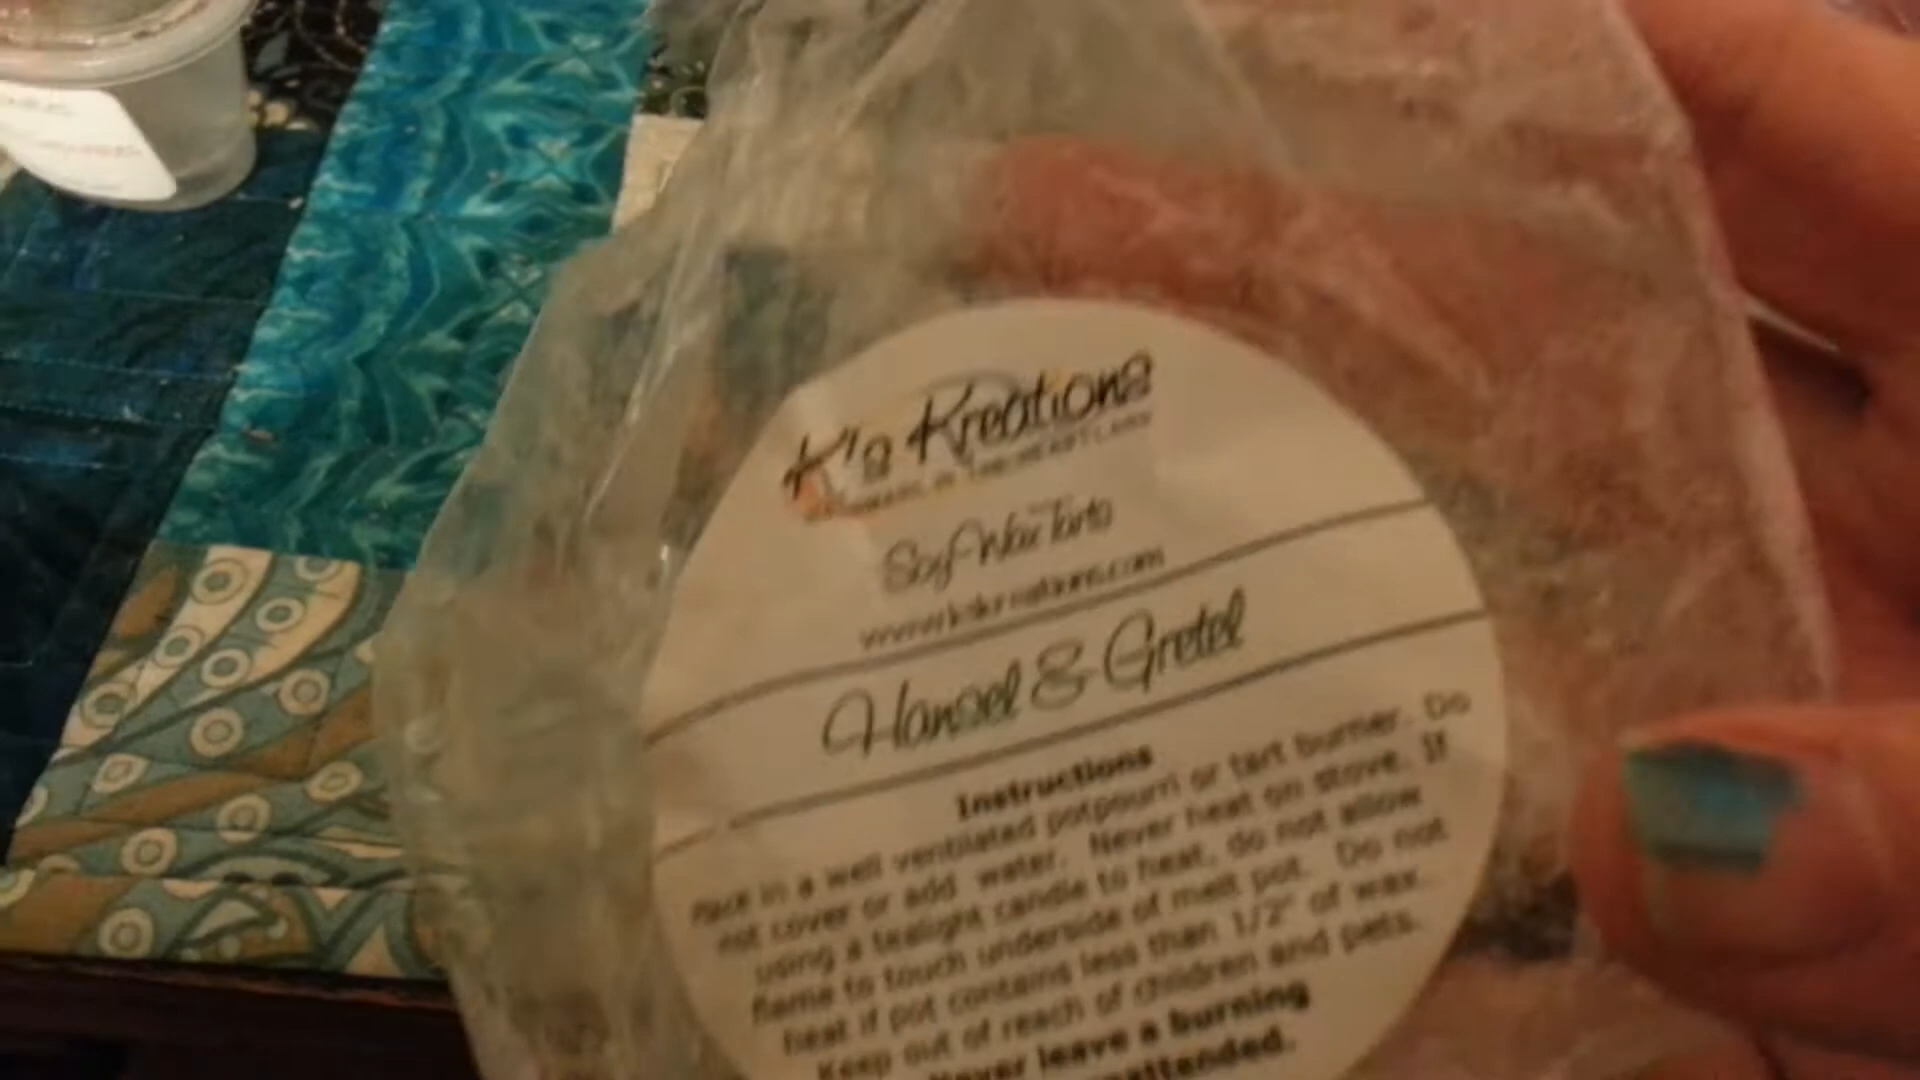 K's Kreations
Soy Wax Tarts
www.kskreations.com
Hansel & Gretel
Instructions
Place in a well ventilated potpourri or tart burner. Do
not cover or add water. Never heat on stove. If
using a tealight candle to heat, do not allow
flame to touch underside of melt pot. Do not
heat if pot contains less than 1/2" of wax.
Keep out of reach of children and pets.
Never leave a burning
unattended.